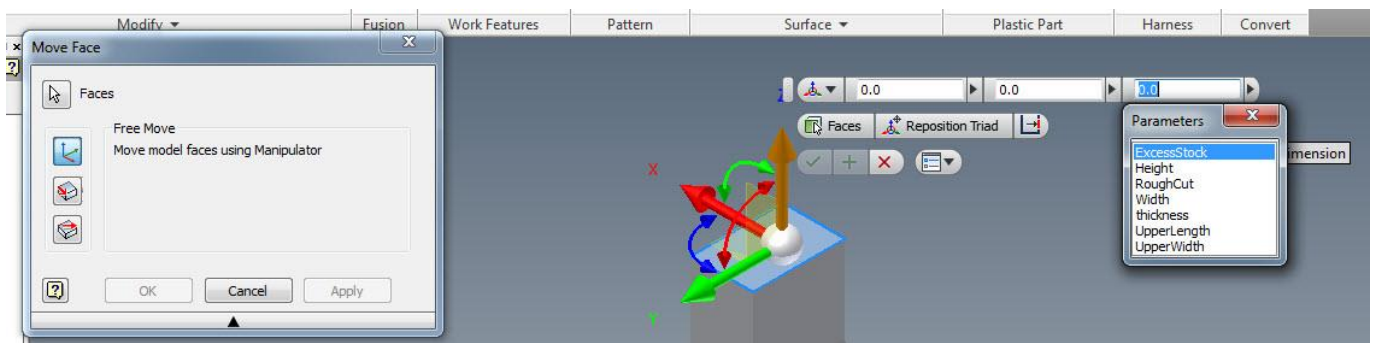 Modify Fusion Work Features Pattern Surface Plastic Part Harness Convert
Move Face
Faces
Free Move
Move model faces using Manipulator
OK Cancel Apply
0.0 0.0 0.0
Faces Reposition Triad
Parameters
ExcessStock
Height
RoughCut
Width
thickness
UpperLength
UpperWidth
imension
X
Y